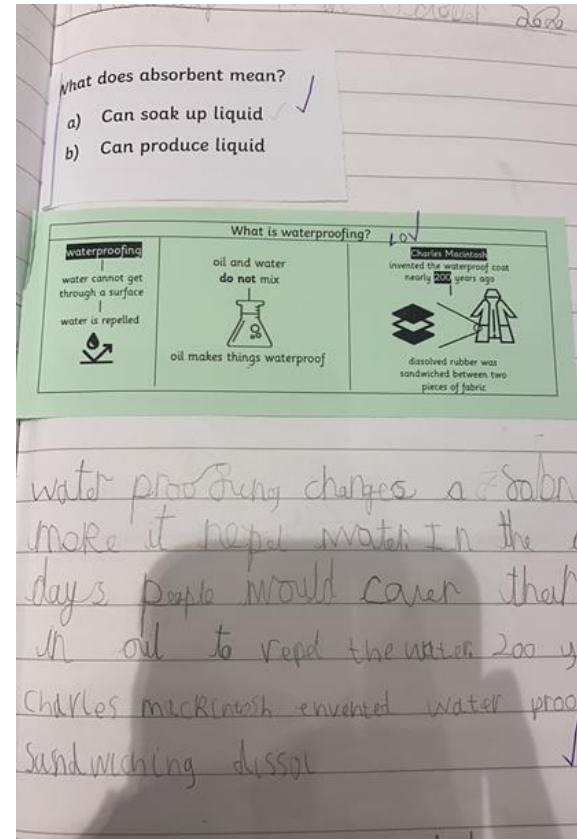 2020
What does absorbent mean?
a) Can soak up liquid
b) Can produce liquid
What is waterproofing?
LOV
waterproofing
water cannot get
through a surface
water is repelled
oil and water
do not mix
oil makes things waterproof
Charles Macintosh
invented the waterproof coat
nearly 200 years ago
dissolved rubber was
sandwiched between two
pieces of fabric
water proofing changes a fabr
make it repel water. In the
days people would cover their
in oil to repel the water. 200 y
Charles mackintosh envented water proo
sandwiching dissol